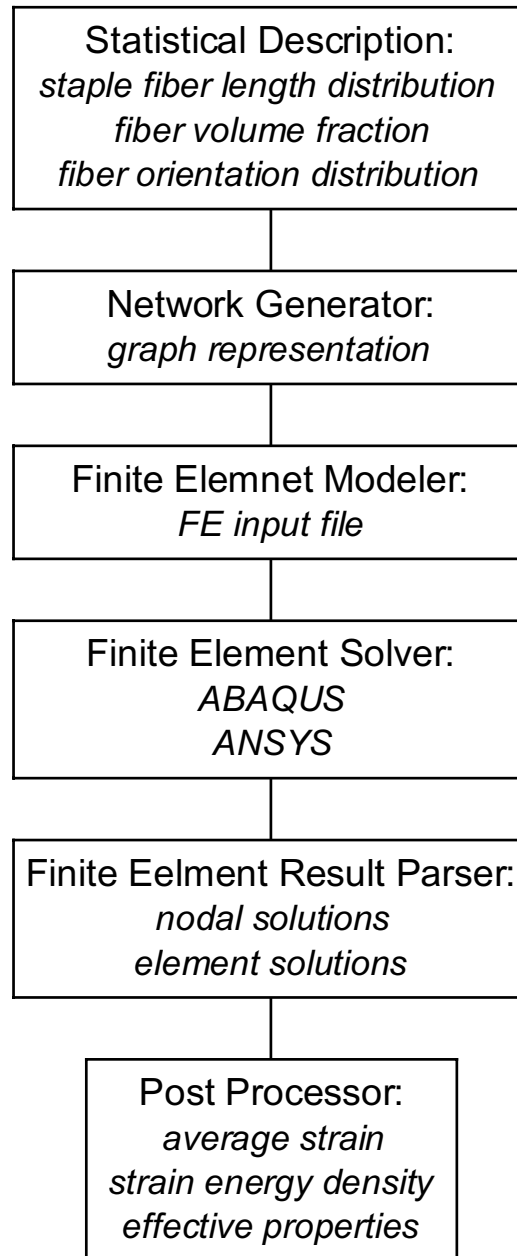 Statistical Description:
staple fiber length distribution
fiber volume fraction
fiber orientation distribution
Network Generator:
graph representation
Finite Elemnet Modeler:
FE input file
Finite Element Solver:
ABAQUS
ANSYS
Finite Eelment Result Parser:
nodal solutions
element solutions
Post Processor:
average strain
strain energy density
effective properties